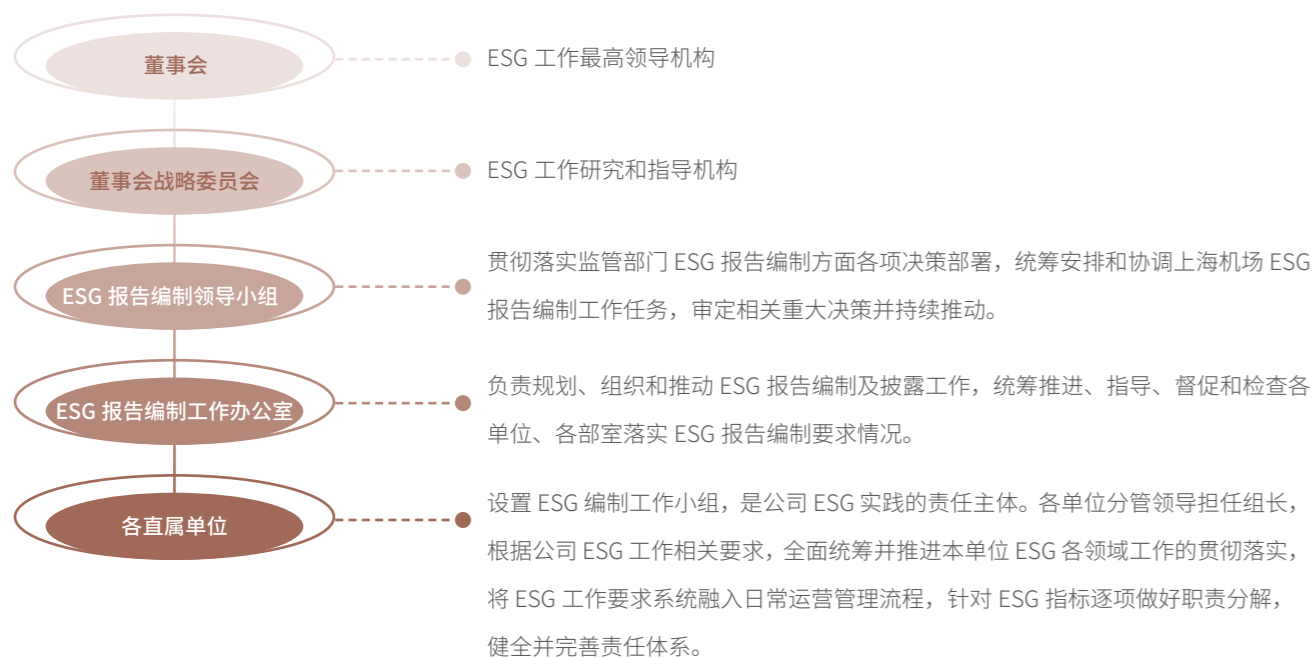 董事会
ESG 工作最高领导机构
董事会战略委员会
ESG 工作研究和指导机构
ESG 报告编制领导小组
贯彻落实监管部门 ESG 报告编制方面各项决策部署，统筹安排和协调上海机场 ESG
报告编制工作任务，审定相关重大决策并持续推动。
ESG 报告编制工作办公室
负责规划、组织和推动 ESG 报告编制及披露工作，统筹推进、指导、督促和检查各
单位、各部室落实 ESG 报告编制要求情况。
各直属单位
设置 ESG 编制工作小组，是公司 ESG 实践的责任主体。各单位分管领导担任组长，
根据公司 ESG 工作相关要求，全面统筹并推进本单位 ESG 各领域工作的贯彻落实，
将 ESG 工作要求系统融入日常运营管理流程，针对 ESG 指标逐项做好职责分解，
健全并完善责任体系。